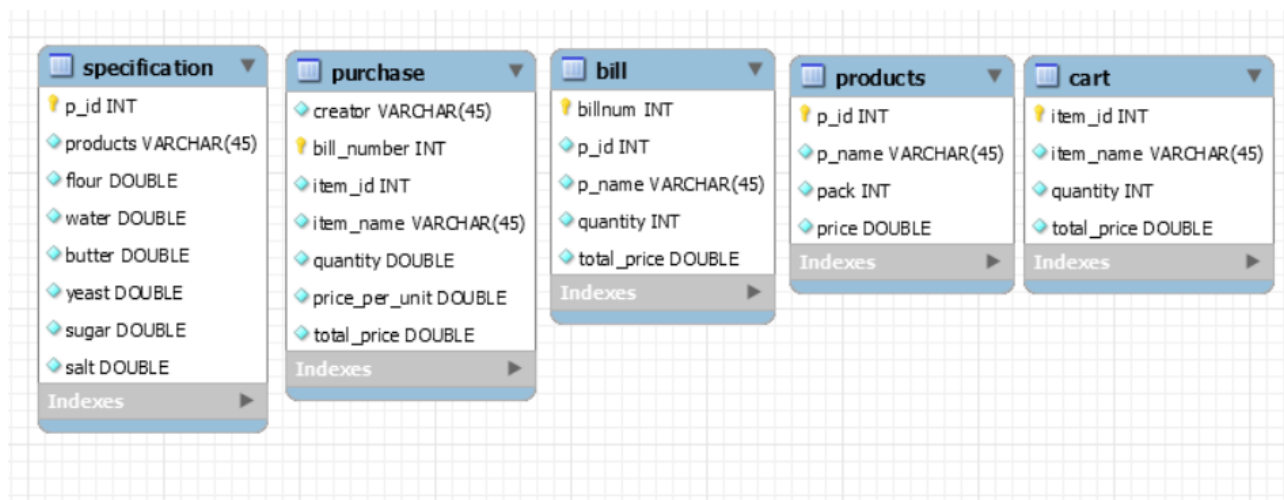 specification
p_id INT
products VARCHAR(45)
flour DOUBLE
water DOUBLE
butter DOUBLE
yeast DOUBLE
sugar DOUBLE
salt DOUBLE
Indexes
purchase
creator VARCHAR(45)
bill_number INT
item_id INT
item_name VARCHAR(45)
quantity DOUBLE
price_per_unit DOUBLE
total_price DOUBLE
Indexes
bill
billnum INT
p_id INT
p_name VARCHAR(45)
quantity INT
total_price DOUBLE
Indexes
products
p_id INT
p_name VARCHAR(45)
pack INT
price DOUBLE
Indexes
cart
item_id INT
item_name VARCHAR(45)
quantity INT
total_price DOUBLE
Indexes